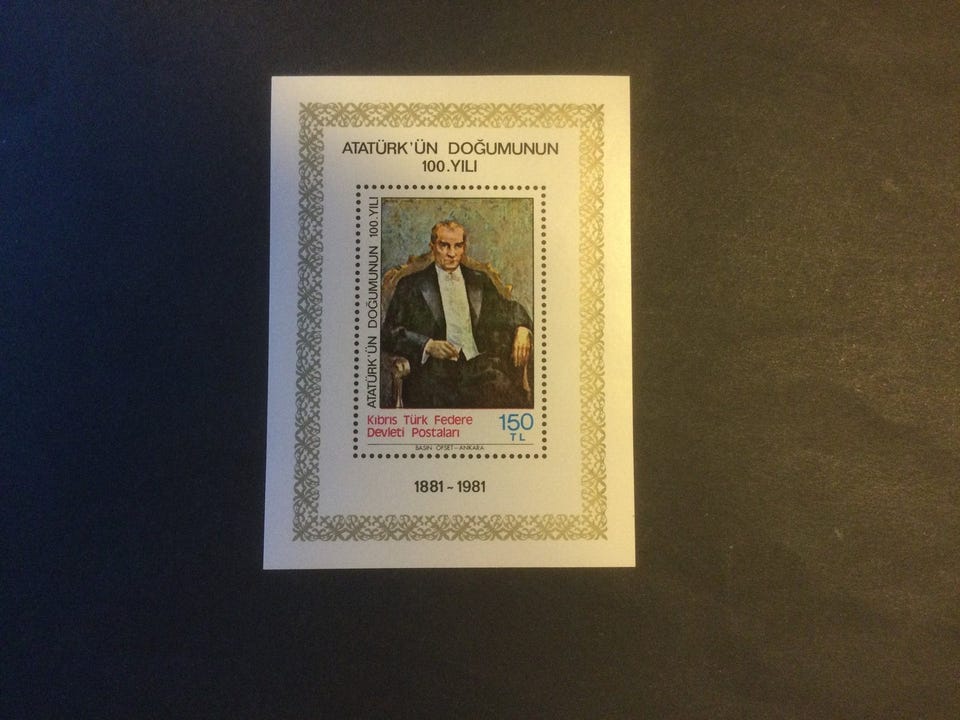 ATATÜRK'ÜN DOĞUMUNUN
100.YILI
ATATÜRK'ÜN DOĞUMUNUN 100.YILI
Kıbrıs Türk Federe
Devleti Postaları
150
TL
BASIN OFSET-ANKARA
1881~1981